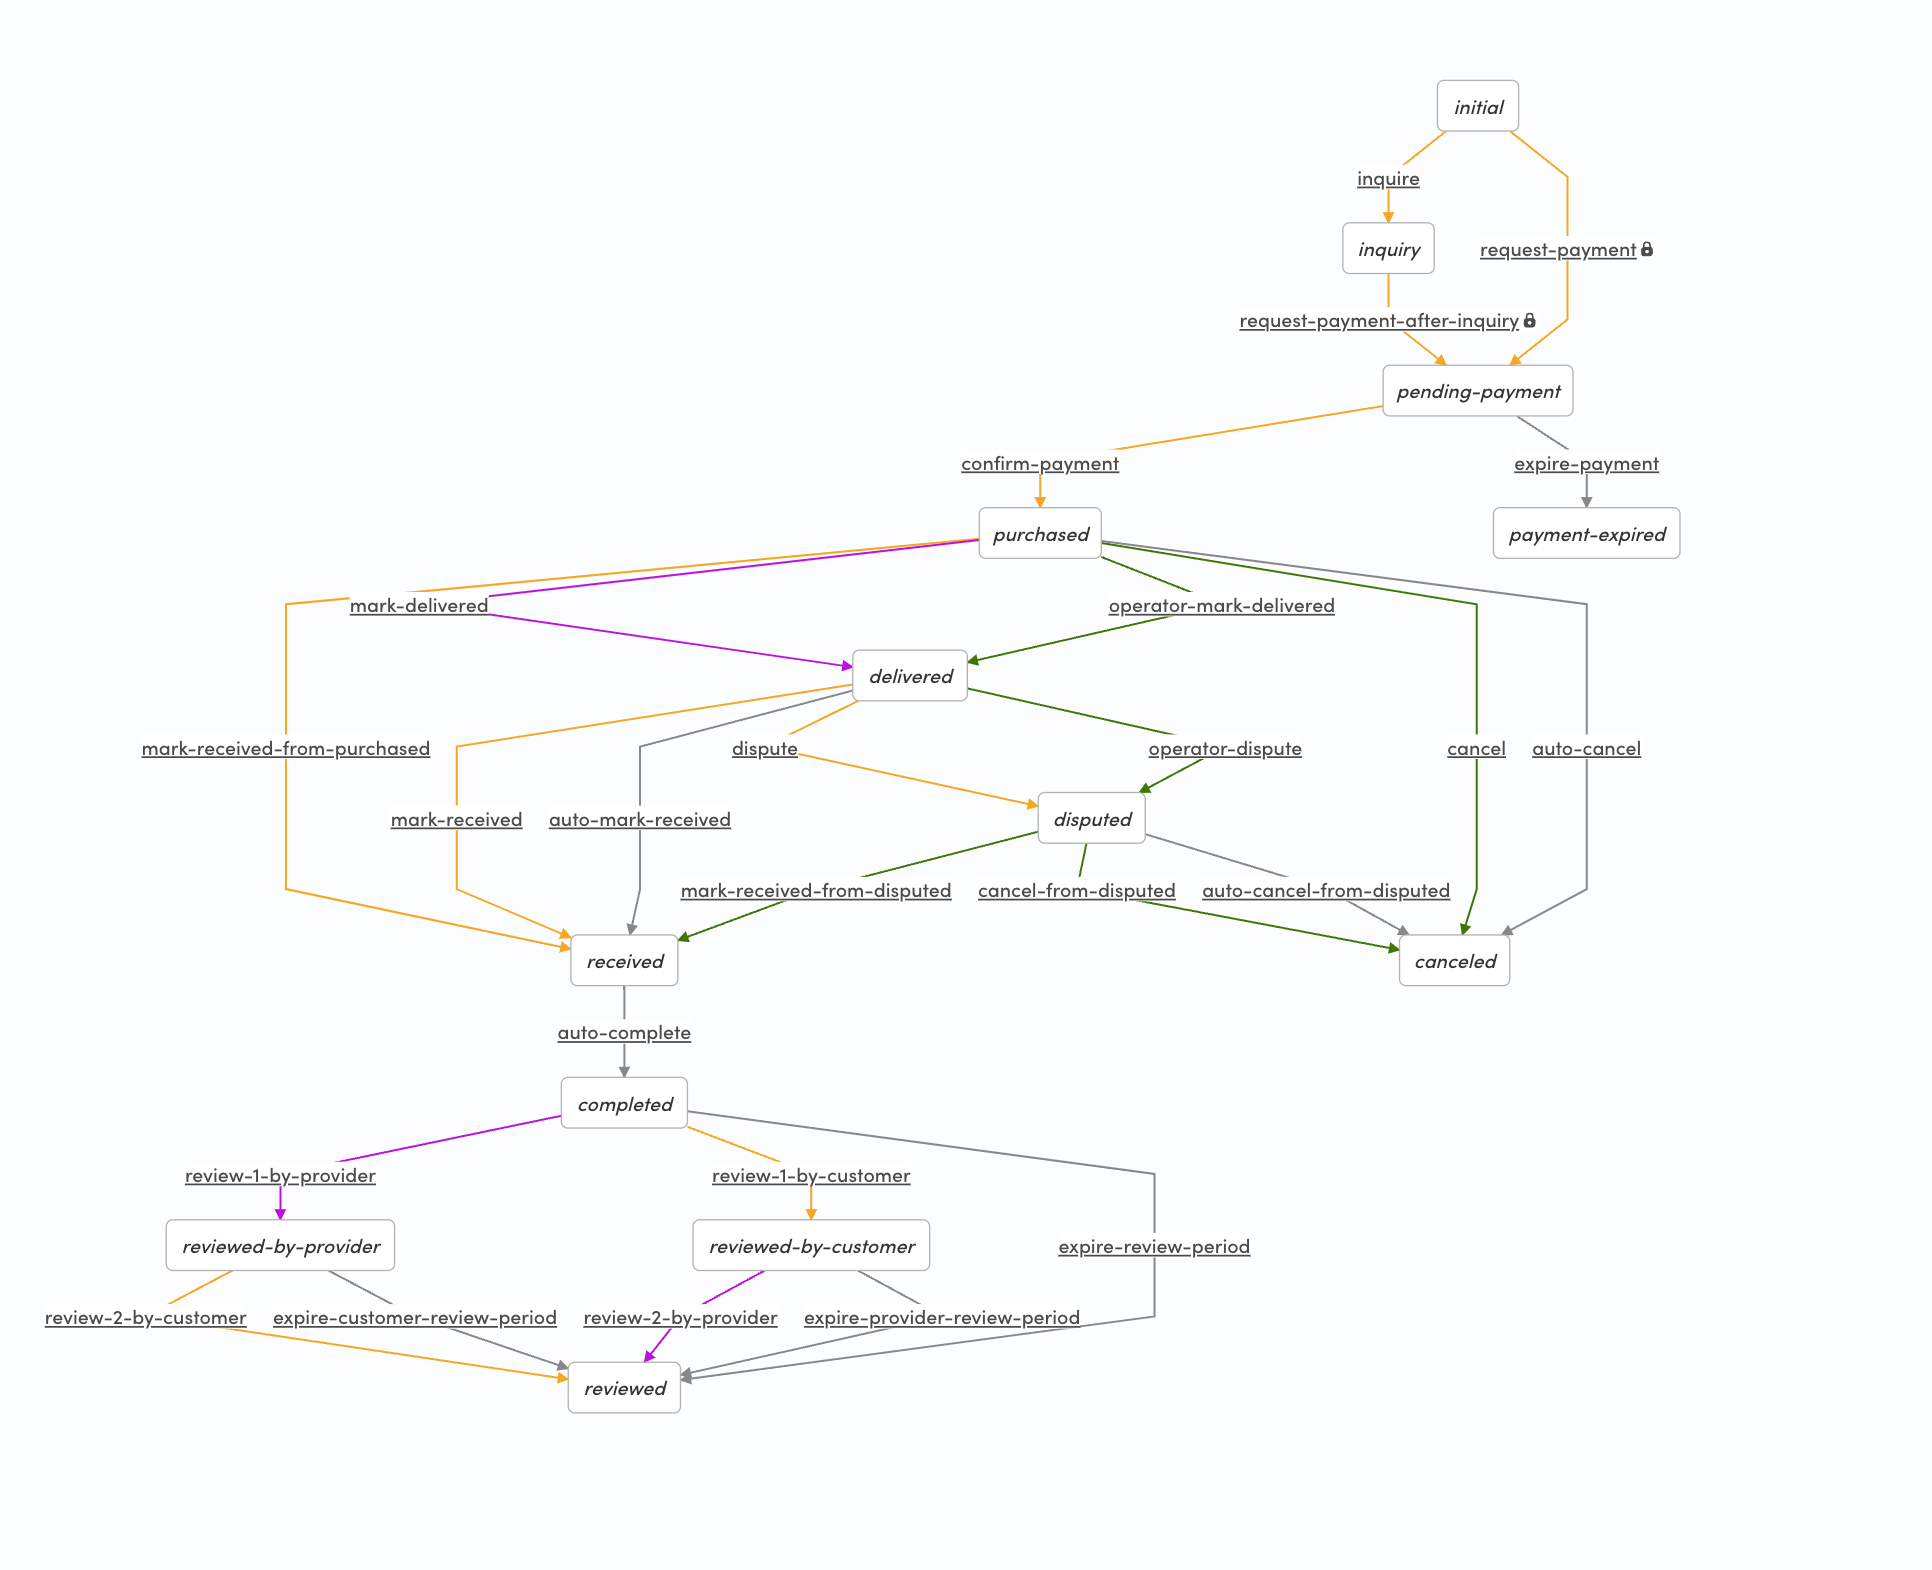 initial
inquire
inquiry
request-payment
request-payment-after-inquiry
pending-payment
confirm-payment
expire-payment
purchased
payment-expired
mark-delivered
operator-mark-delivered
delivered
mark-received-from-purchased
dispute
operator-dispute
cancel
auto-cancel
mark-received
auto-mark-received
disputed
mark-received-from-disputed
cancel-from-disputed
auto-cancel-from-disputed
received
canceled
auto-complete
completed
review-1-by-provider
review-1-by-customer
reviewed-by-provider
reviewed-by-customer
expire-review-period
review-2-by-customer
expire-customer-review-period
review-2-by-provider
expire-provider-review-period
reviewed